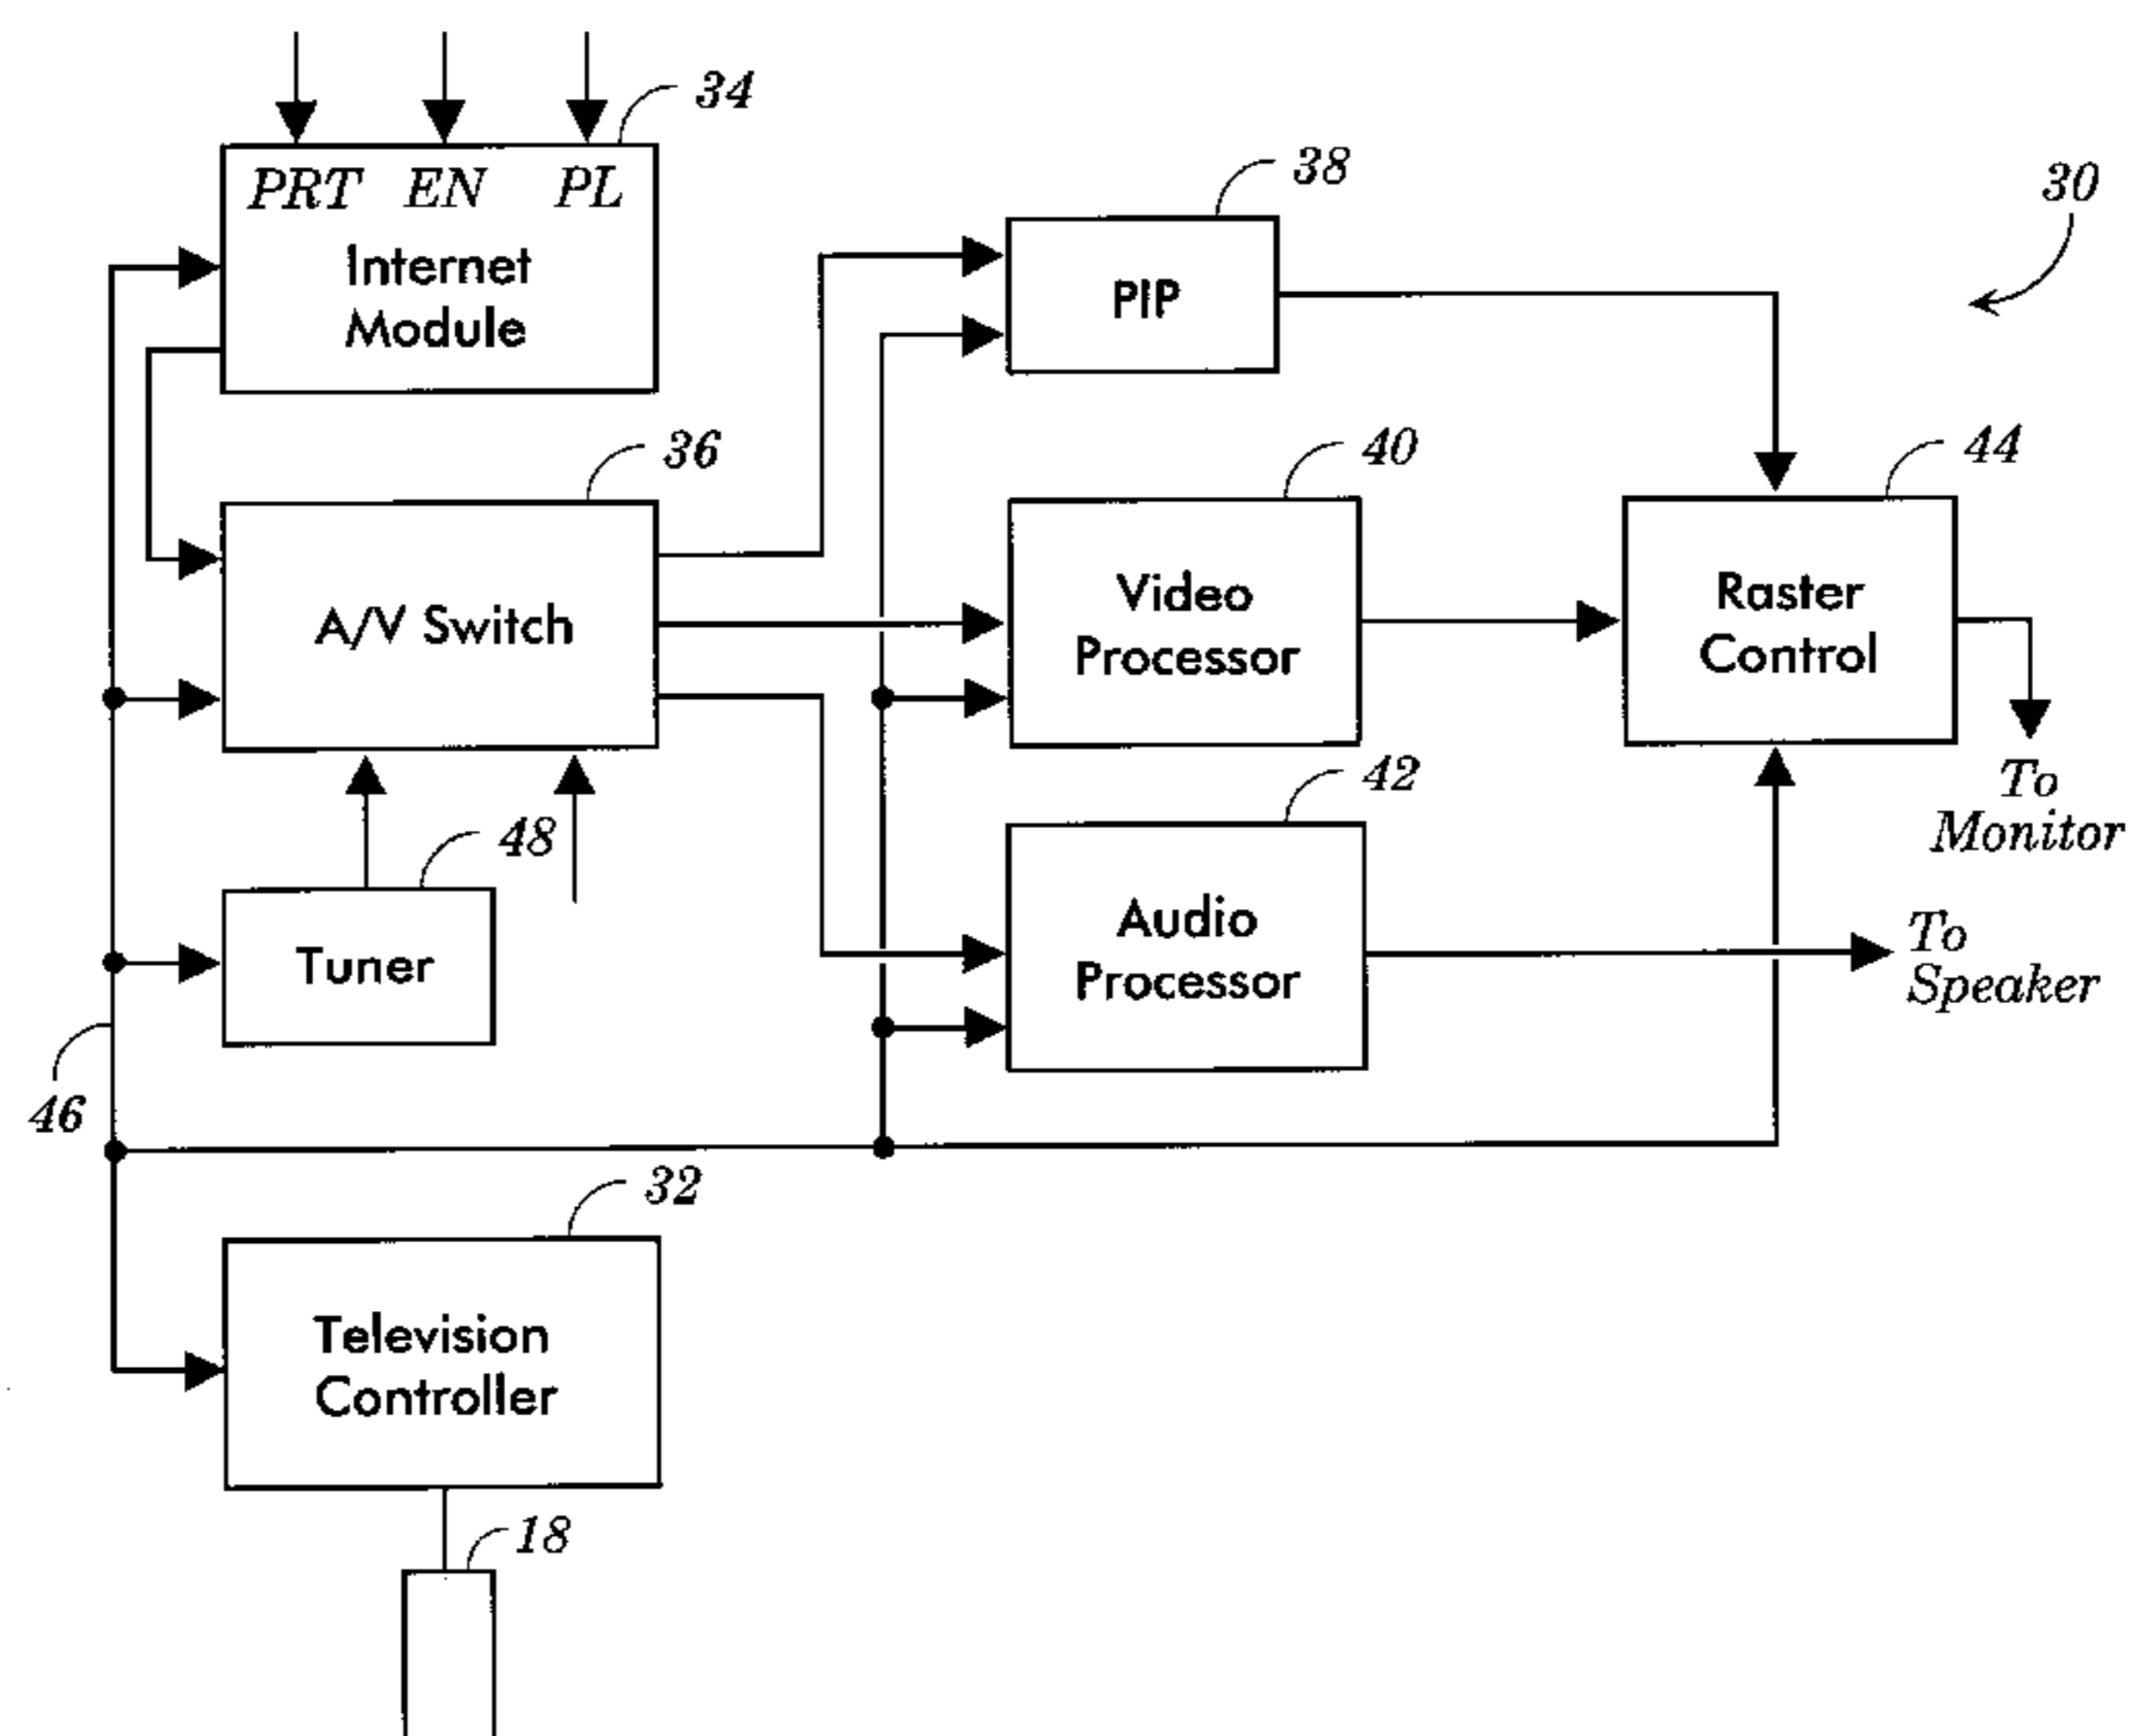 34
PRT EN PL
Internet
Module
38
30
PIP
36
40
44
A/V Switch
Video
Processor
Raster
Control
To
Monitor
48
42
Tuner
Audio
Processor
To
Speaker
46
32
Television
Controller
18